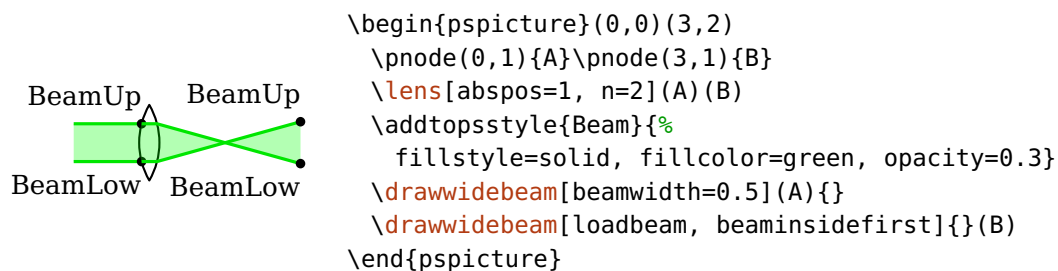 BeamUp
BeamUp
BeamLow
BeamLow
\begin{pspicture}(0,0)(3,2)
\pnode(0,1){A}\pnode(3,1){B}
\lens[abspos=1, n=2](A)(B)
\addtopsstyle{Beam}{%
fillstyle=solid, fillcolor=green, opacity=0.3}
\drawwidebeam[beamwidth=0.5](A){}
\drawwidebeam[loadbeam, beaminsidefirst]{}(B)
\end{pspicture}